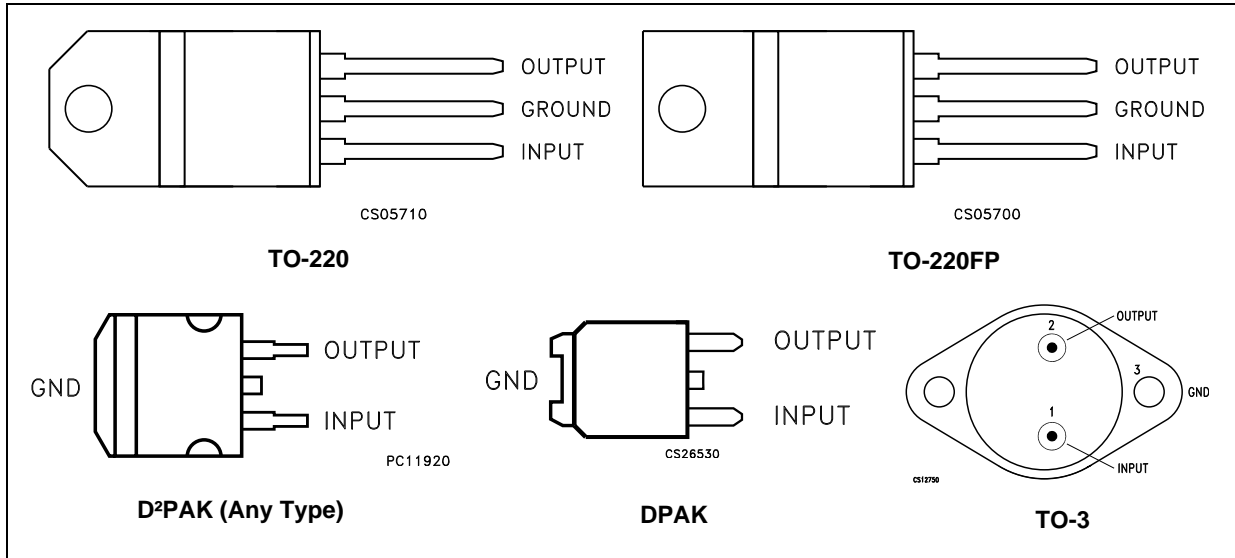 OUTPUT
GROUND
INPUT
CS05710
TO-220
OUTPUT
GROUND
INPUT
CS05700
TO-220FP
GND
OUTPUT
INPUT
PC11920
D²PAK (Any Type)
GND
OUTPUT
INPUT
CS26530
DPAK
2
OUTPUT
3
GND
1
INPUT
CS12750
TO-3